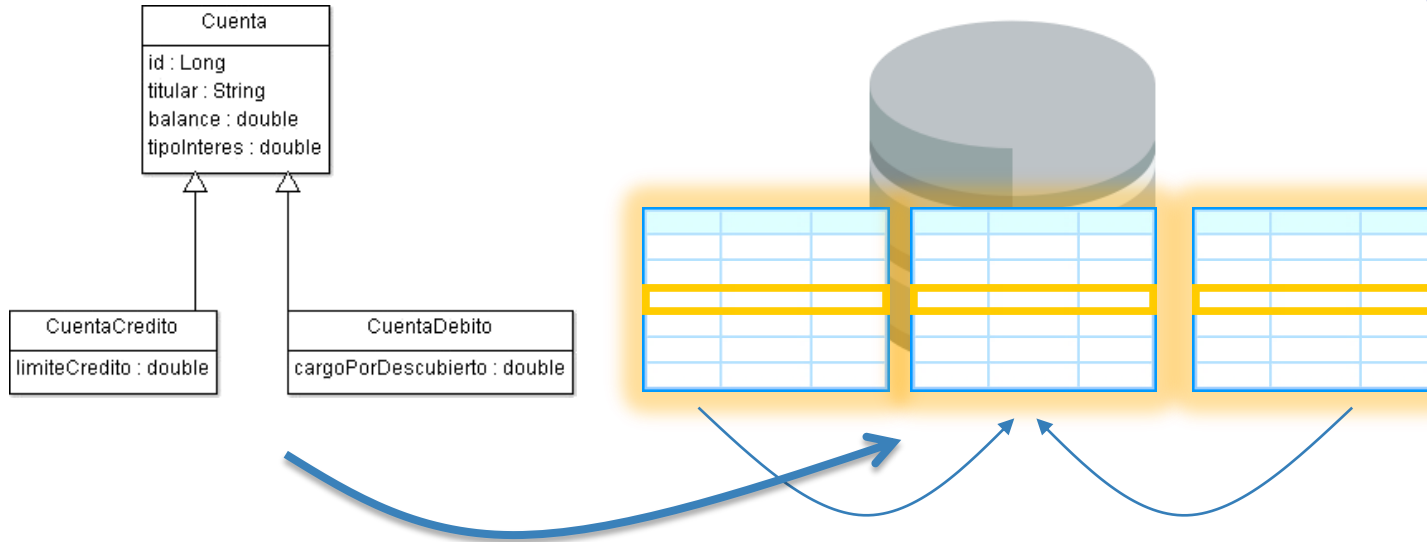 Cuenta
id : Long
titular : String
balance : double
tipoInteres : double
CuentaCredito
limiteCredito : double
CuentaDebito
cargoPorDescubierto : double